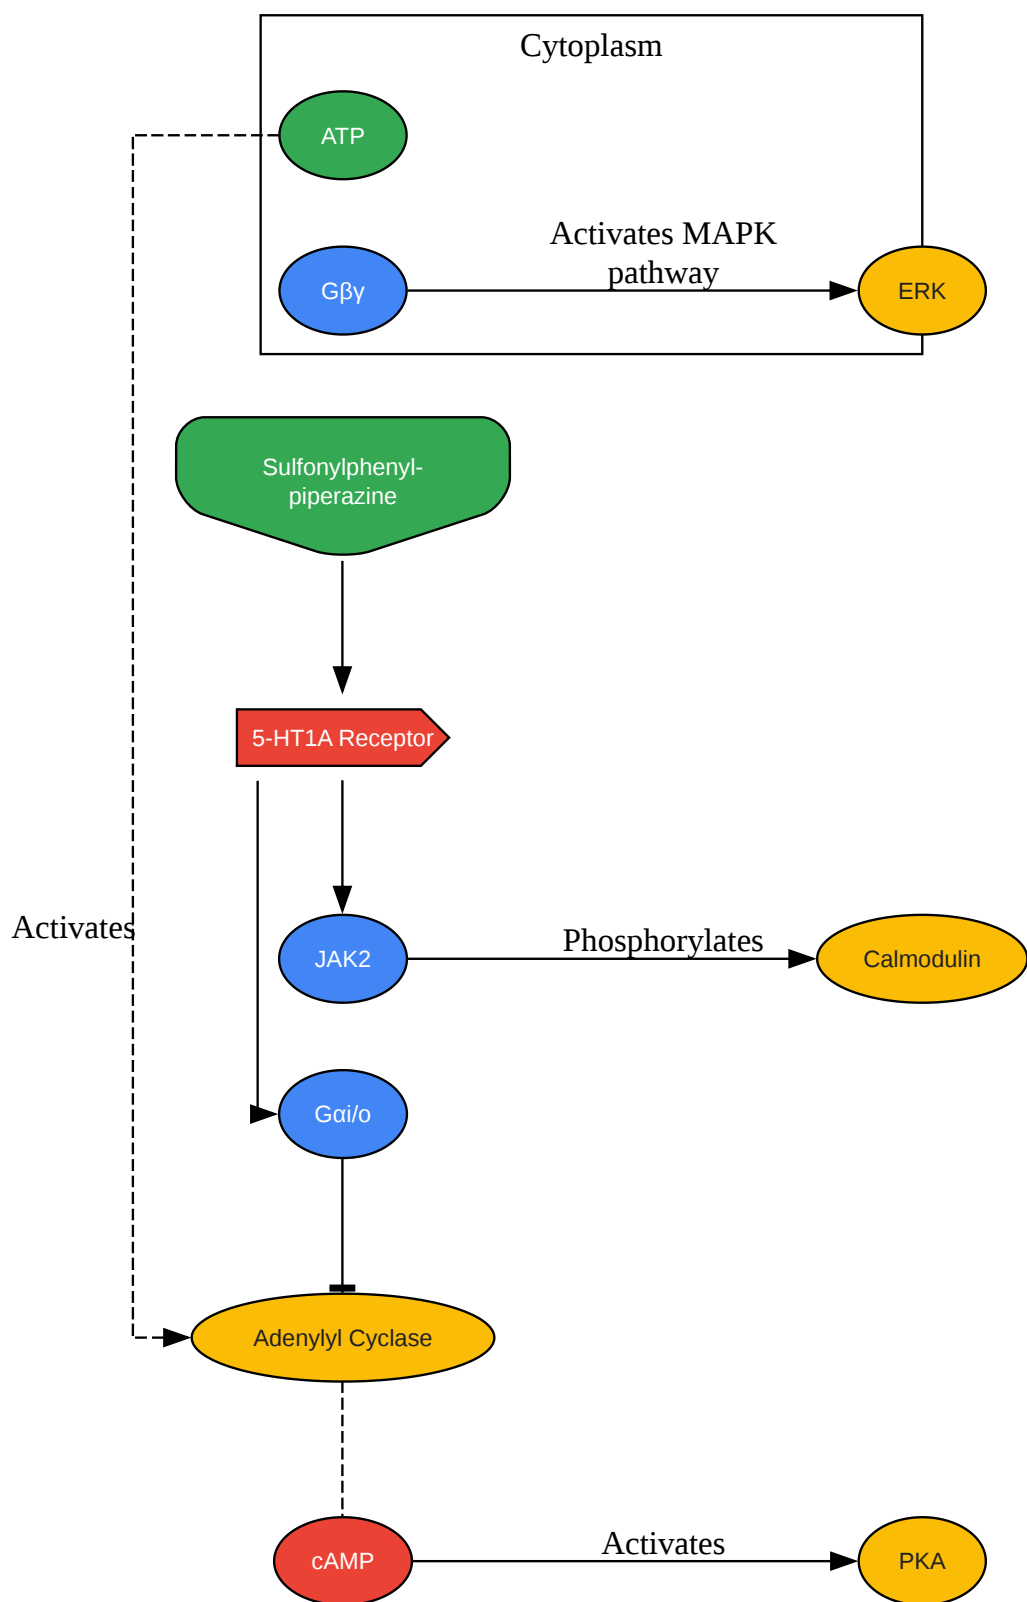 Cytoplasm
ATP
Activates MAPK
pathway
Gβγ
ERK
Sulfonylphenyl-
piperazine
5-HT1A Receptor
Activates
JAK2
Phosphorylates
Calmodulin
Gαi/o
Adenylyl Cyclase
cAMP
Activates
PKA